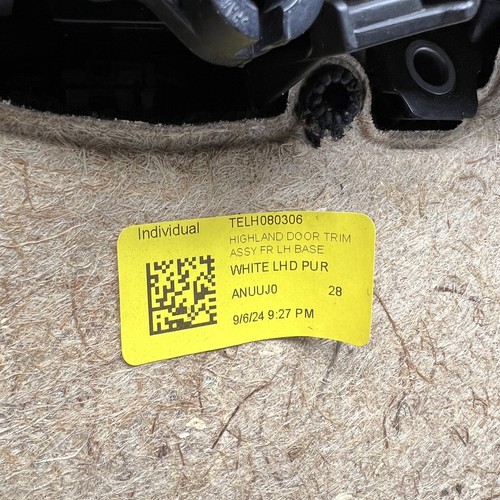 Individual
TELH080306
HIGHLAND DOOR TRIM
ASSY FR LH BASE
WHITE LHD PUR
ANUUJ0
28
9/6/24 9:27 PM